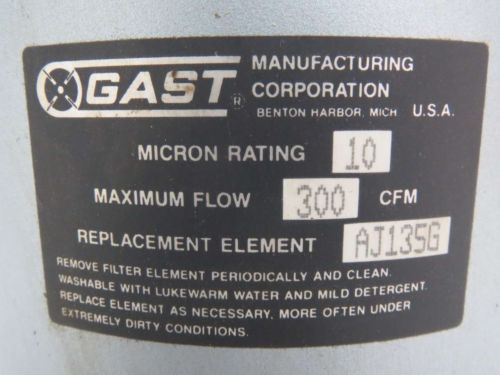 GAST® MANUFACTURING
CORPORATION
BENTON HARBOR, MICH U.S.A.
MICRON RATING 10
MAXIMUM FLOW 300 CFM
REPLACEMENT ELEMENT AJ135G
REMOVE FILTER ELEMENT PERIODICALLY AND CLEAN.
WASHABLE WITH LUKEWARM WATER AND MILD DETERGENT.
REPLACE ELEMENT AS NECESSARY, MORE OFTEN UNDER
EXTREMELY DIRTY CONDITIONS.